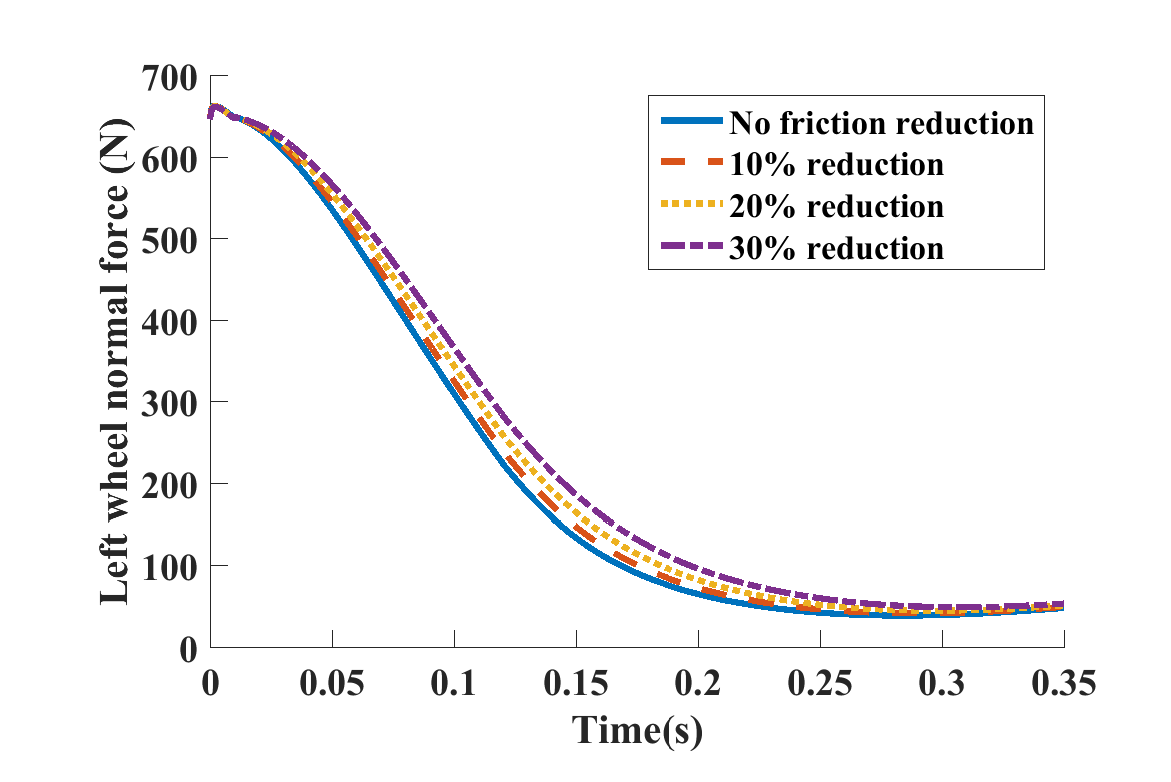 700
600
500
400
300
200
100
0
Left wheel normal force (N)
No friction reduction
10% reduction
20% reduction
30% reduction
0 0.05 0.1 0.15 0.2 0.25 0.3 0.35
Time(s)